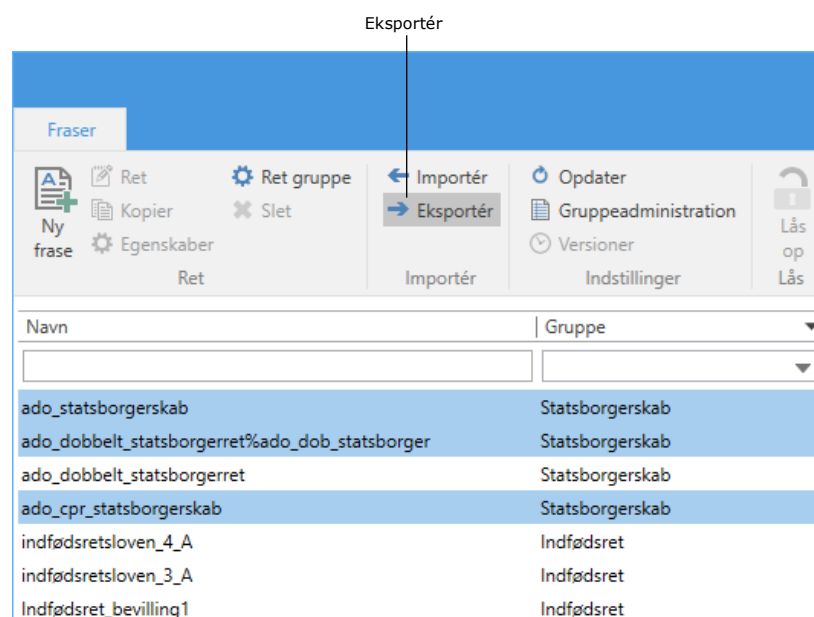 Eksportér
Fraser
Ny frase
Ret
Kopier
Egenskaber
Ret gruppe
Slet
Ret
Importér
Eksportér
Importér
Opdater
Gruppeadministration
Versioner
Indstillinger
Lås
op
Lås
Navn
Gruppe
ado_statsborgerskab Statsborgerskab
ado_dobbelt_statsborgerret%ado_dob_statsborger Statsborgerskab
ado_dobbelt_statsborgerret Statsborgerskab
ado_cpr_statsborgerskab Statsborgerskab
indfødsretsloven_4_A Indfødsret
indfødsretsloven_3_A Indfødsret
Indfødsret_bevilling1 Indfødsret